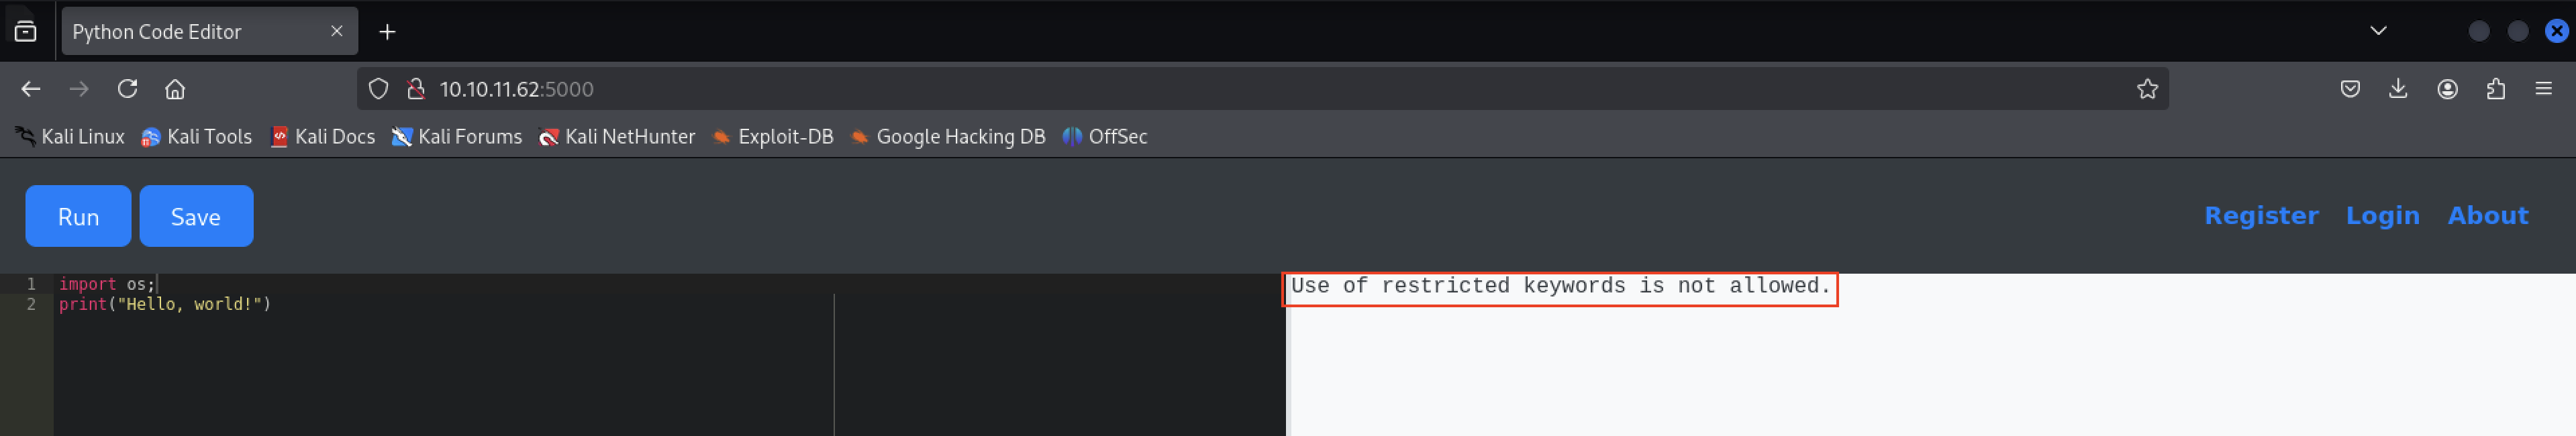 Python Code Editor
10.10.11.62:5000
Kali Linux Kali Tools Kali Docs Kali Forums Kali NetHunter Exploit-DB Google Hacking DB OffSec
Run Save Register Login About
1 import os;
2 print("Hello, world!")
Use of restricted keywords is not allowed.